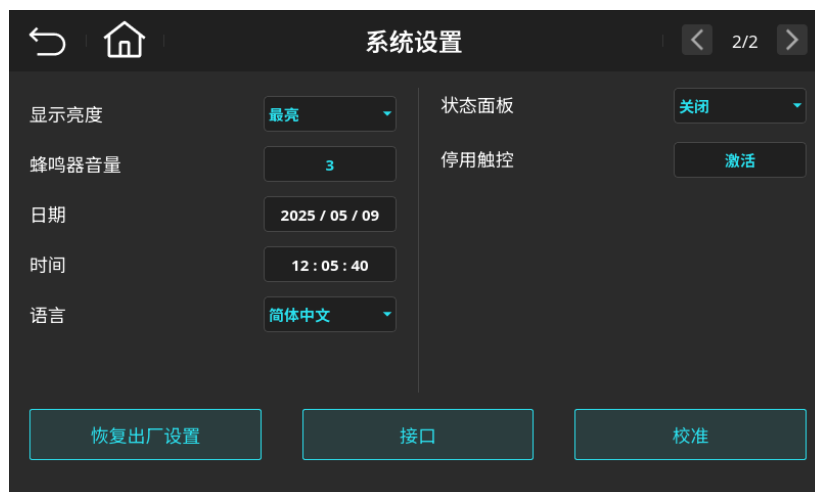 系统设置
2/2
显示亮度
最亮
蜂鸣器音量
3
日期
2025 / 05 / 09
时间
12 : 05 : 40
语言
简体中文
状态面板
关闭
停用触控
激活
恢复出厂设置
接口
校准